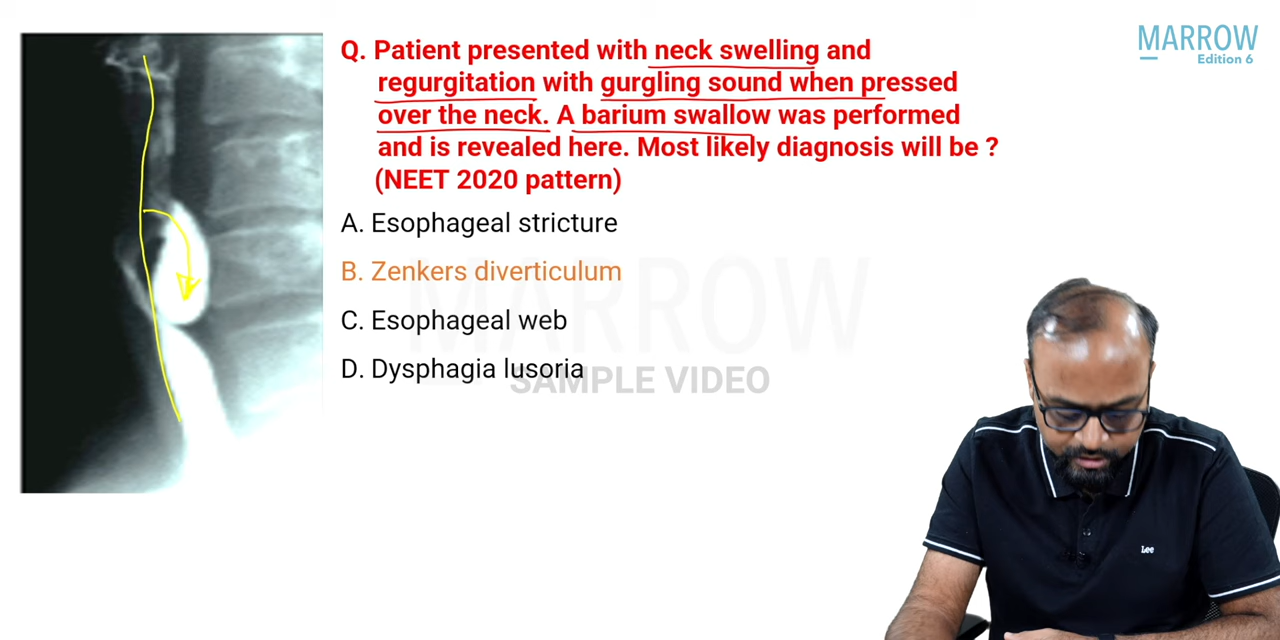 MARROW
Edition 6
Q. Patient presented with neck swelling and
regurgitation with gurgling sound when pressed
over the neck. A barium swallow was performed
and is revealed here. Most likely diagnosis will be ?
(NEET 2020 pattern)
A. Esophageal stricture
B. Zenkers diverticulum
C. Esophageal web
D. Dysphagia lusoria
MARROW
SAMPLE VIDEO
Lee